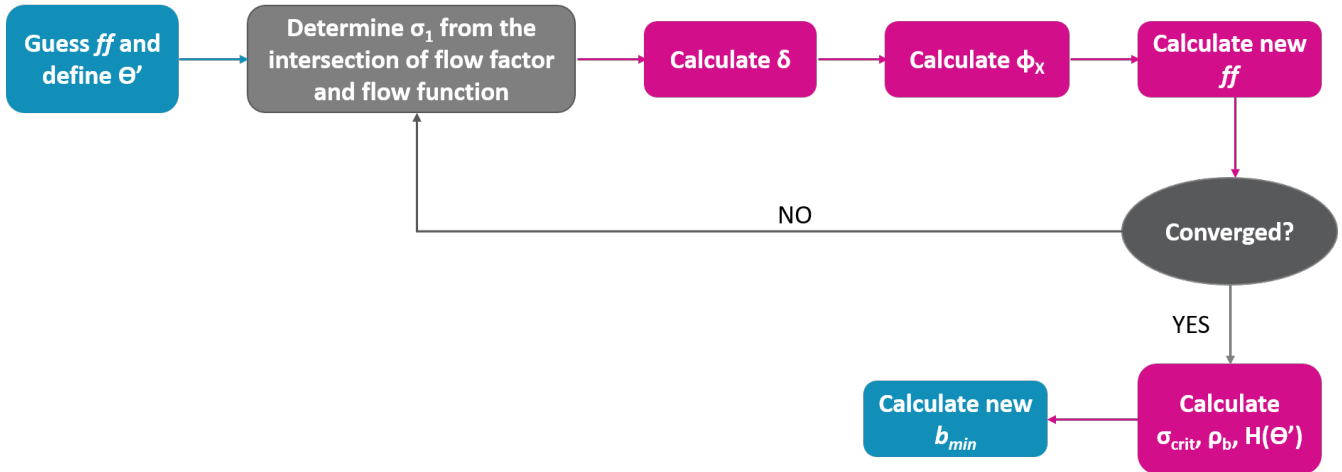 Guess ff and
define Ɵ’
Determine σ₁ from the
intersection of flow factor
and flow function
Calculate δ
Calculate ϕₓ
Calculate new
ff
Converged?
NO
YES
Calculate
σcrit, ρb, H(Ɵ’)
Calculate new
bmin